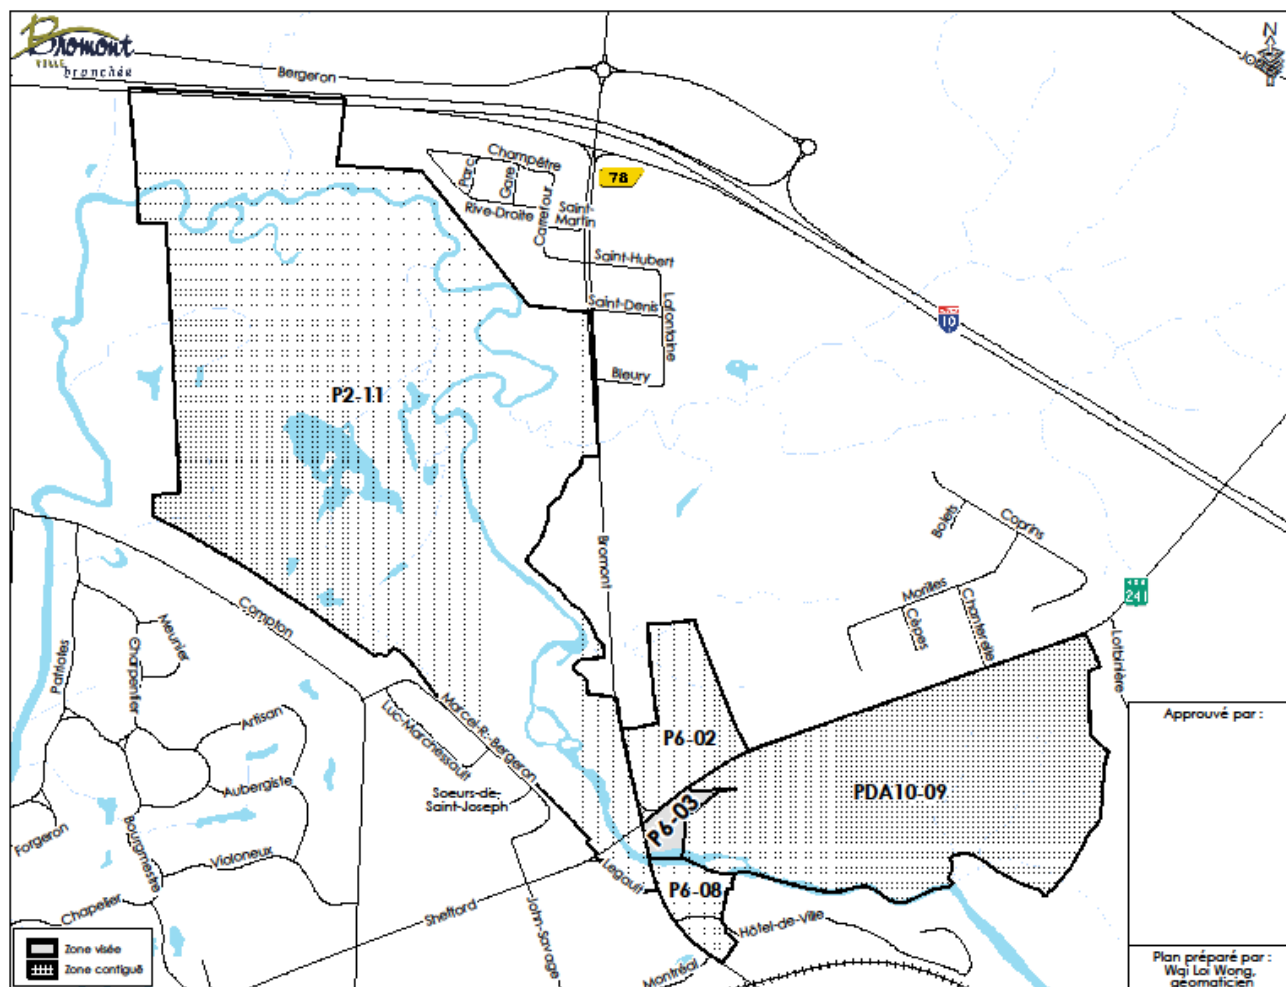 Bromont
VILLE
branchée
N
Bergeron
Champêtre
Parc
Gare
Carrefour
Rive-Droite
Saint-
Martin
78
Saint-Hubert
Saint-Denis
Lafontaine
Bleury
10
P2-11
Bromont
Bolets
Coprins
Morilles
Cèpes
Chanterelle
241
Lotbinière
Compton
Meunier
Charpentier
Patriotes
Artisan
Luc-Marchessault
Marcel-R.-Bergeron
Aubergiste
Soeurs-de-
Saint-Joseph
P6-02
PDA10-09
P6-03
Approuvé par :
Forgeron
Bourgmestre
Violoneux
Legault
P6-08
Chapelier
Shefford
John-Savage
Hôtel-de-Ville
Montréal
Zone visée
Zone contiguë
Plan préparé par :
Wai Loi Wong,
géomaticien